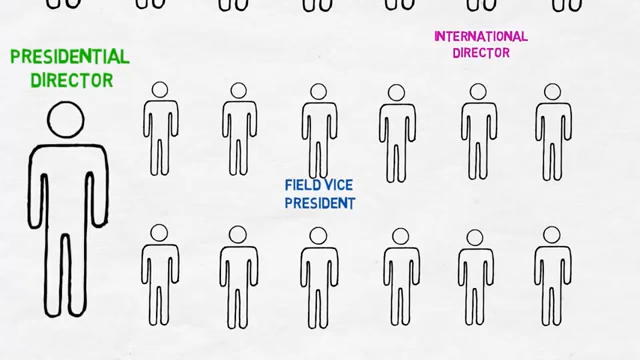 PRESIDENTIAL
DIRECTOR
INTERNATIONAL
DIRECTOR
FIELD VICE
PRESIDENT